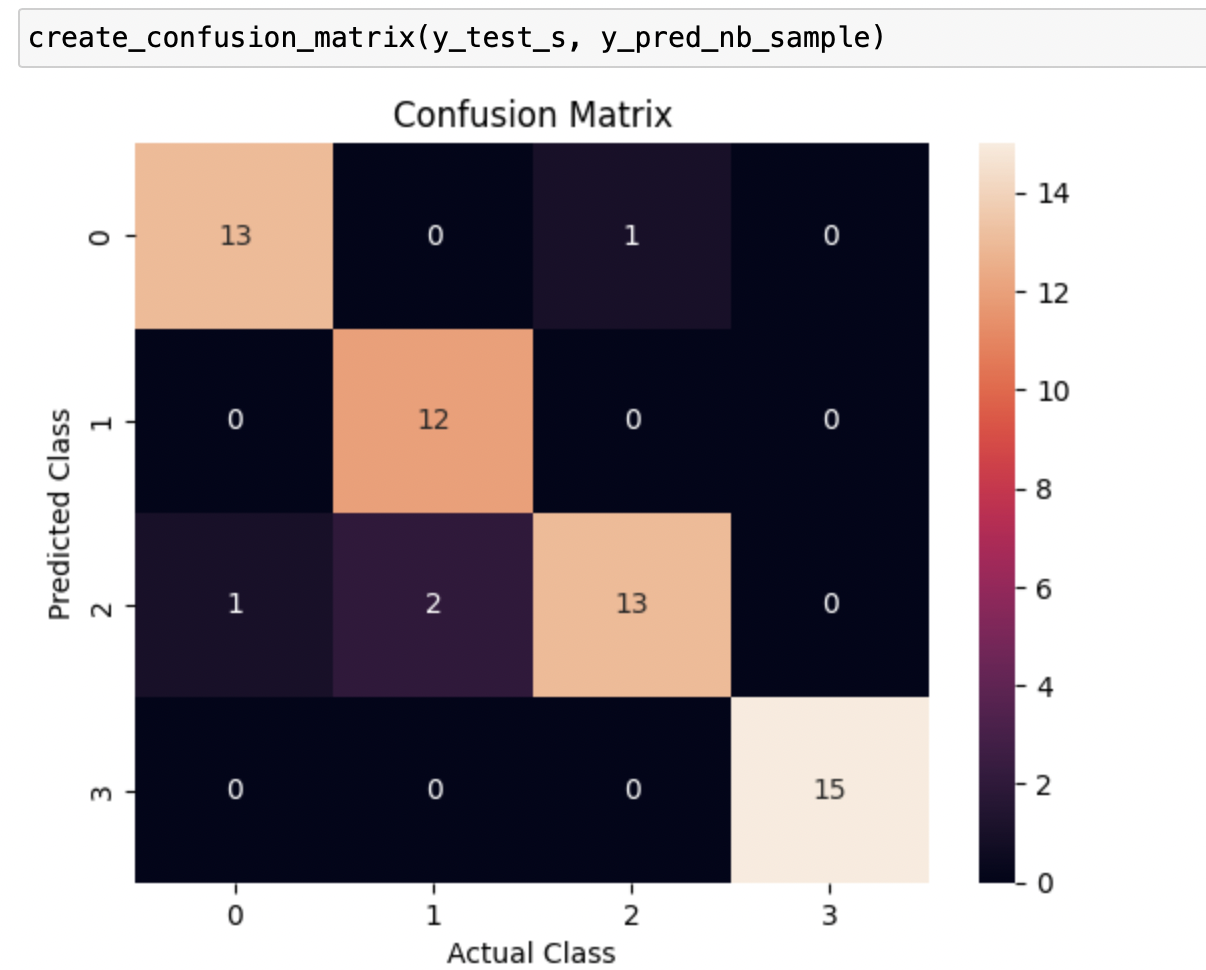 create_confusion_matrix(y_test_s, y_pred_nb_sample)
Confusion Matrix
0 13 0 1 0
1 0 12 0 0
2 1 2 13 0
3 0 0 0 15
0 1 2 3
Predicted Class
Actual Class
14
12
10
8
6
4
2
0